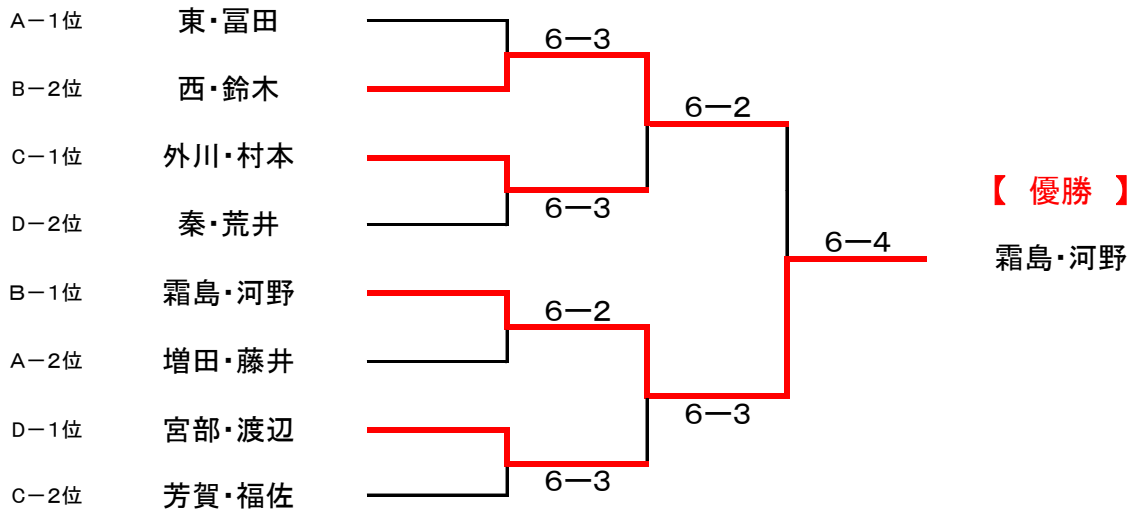 A－1位 東・冨田
6－3
B－2位 西・鈴木
6－2
C－1位 外川・村本
【 優勝 】
6－3
D－2位 秦・荒井
6－4
霜島・河野
B－1位 霜島・河野
6－2
A－2位 増田・藤井
6－3
D－1位 宮部・渡辺
6－3
C－2位 芳賀・福佐